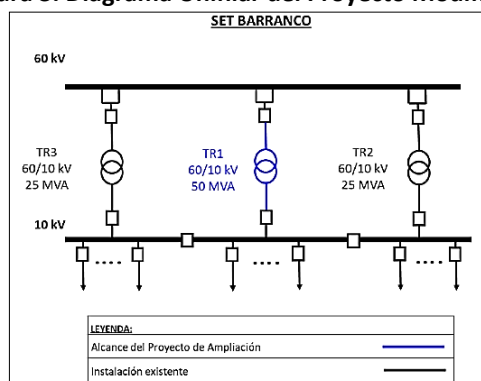 SET BARRANCO
60 kV
TR3
60/10 kV
25 MVA
TR1
60/10 kV
50 MVA
TR2
60/10 kV
25 MVA
10 kV
LEYENDA:
Alcance del Proyecto de Ampliación
Instalación existente